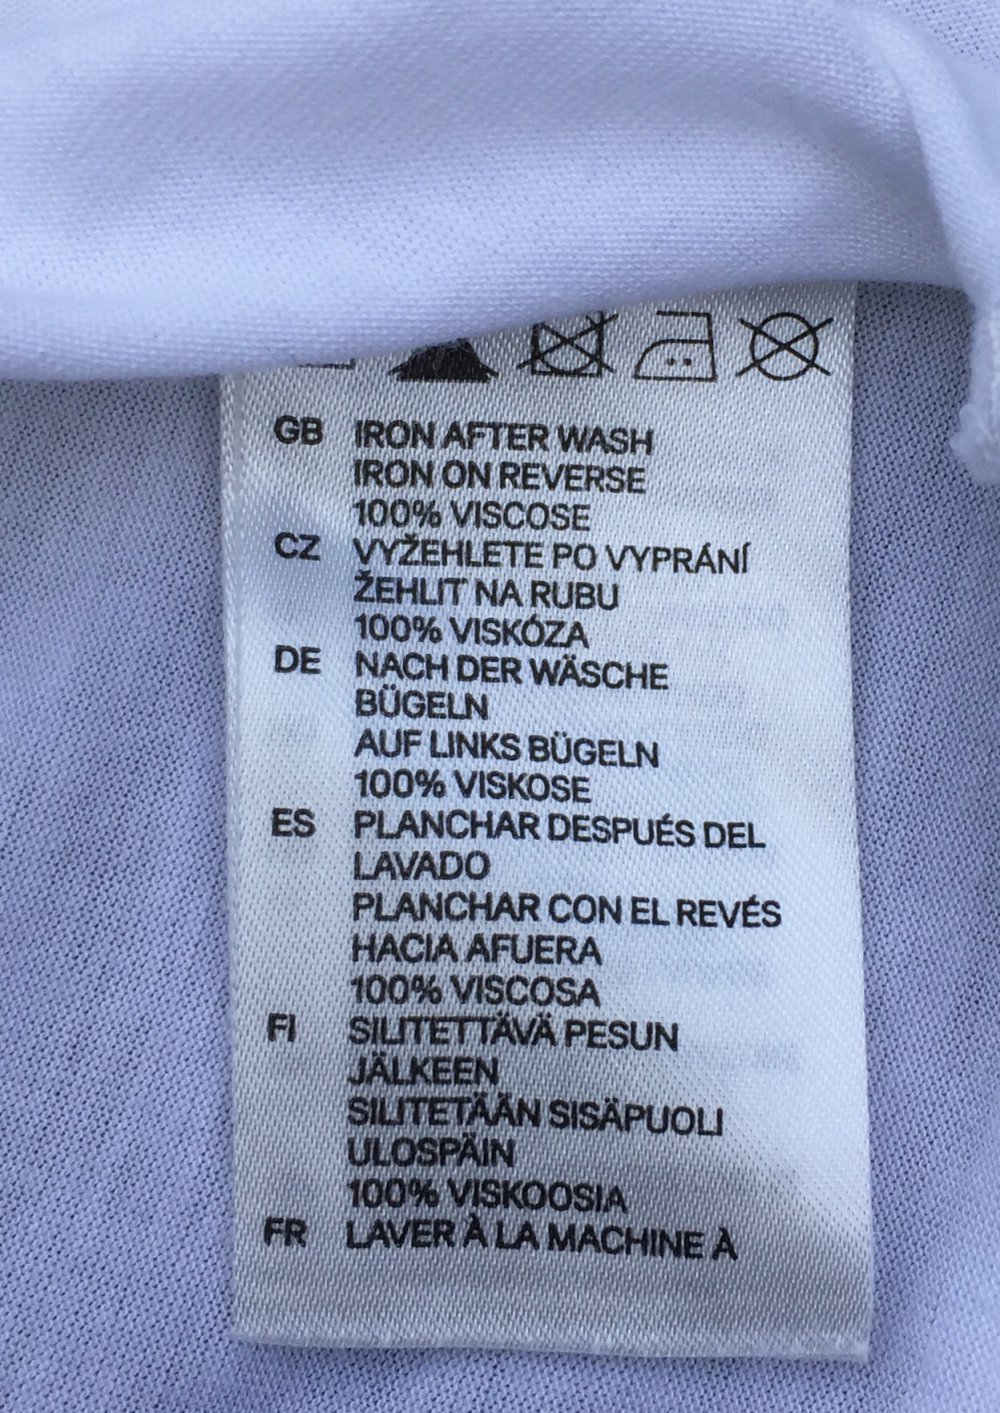 GB IRON AFTER WASH
IRON ON REVERSE
100% VISCOSE
CZ VYŽEHLETE PO VYPRÁNÍ
ŽEHLIT NA RUBU
100% VISKÓZA
DE NACH DER WÄSCHE
BÜGELN
AUF LINKS BÜGELN
100% VISKOSE
ES PLANCHAR DESPUÉS DEL
LAVADO
PLANCHAR CON EL REVÉS
HACIA AFUERA
100% VISCOSA
FI SILITETTÄVÄ PESUN
JÄLKEEN
SILITETÄÄN SISÄPUOLI
ULOSPÄIN
100% VISKOOSIA
FR LAVER À LA MACHINE À